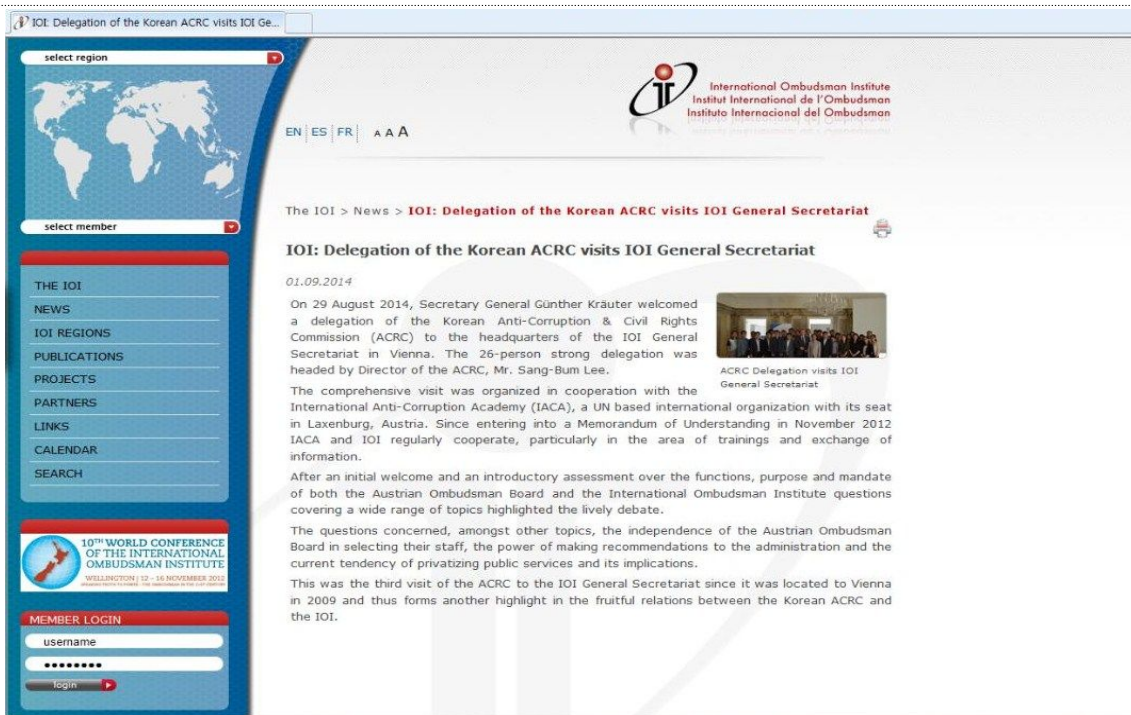 IOI: Delegation of the Korean ACRC visits IOI Ge...
select region
select member
THE IOI
NEWS
IOI REGIONS
PUBLICATIONS
PROJECTS
PARTNERS
LINKS
CALENDAR
SEARCH
10TH WORLD CONFERENCE
OF THE INTERNATIONAL
OMBUDSMAN INSTITUTE
WELLINGTON | 12 – 16 NOVEMBER 2012
MEMBER LOGIN
username
login
International Ombudsman Institute
Institut International de l'Ombudsman
Instituto Internacional del Ombudsman
EN ES FR A A A
The IOI > News > IOI: Delegation of the Korean ACRC visits IOI General Secretariat
IOI: Delegation of the Korean ACRC visits IOI General Secretariat
01.09.2014
On 29 August 2014, Secretary General Günther Kräuter welcomed
a delegation of the Korean Anti-Corruption & Civil Rights
Commission (ACRC) to the headquarters of the IOI General
Secretariat in Vienna. The 26-person strong delegation was
headed by Director of the ACRC, Mr. Sang-Bum Lee.
ACRC Delegation visits IOI
General Secretariat
The comprehensive visit was organized in cooperation with the
International Anti-Corruption Academy (IACA), a UN based international organization with its seat
in Laxenburg, Austria. Since entering into a Memorandum of Understanding in November 2012
IACA and IOI regularly cooperate, particularly in the area of trainings and exchange of
information.
After an initial welcome and an introductory assessment over the functions, purpose and mandate
of both the Austrian Ombudsman Board and the International Ombudsman Institute questions
covering a wide range of topics highlighted the lively debate.
The questions concerned, amongst other topics, the independence of the Austrian Ombudsman
Board in selecting their staff, the power of making recommendations to the administration and the
current tendency of privatizing public services and its implications.
This was the third visit of the ACRC to the IOI General Secretariat since it was located to Vienna
in 2009 and thus forms another highlight in the fruitful relations between the Korean ACRC and
the IOI.